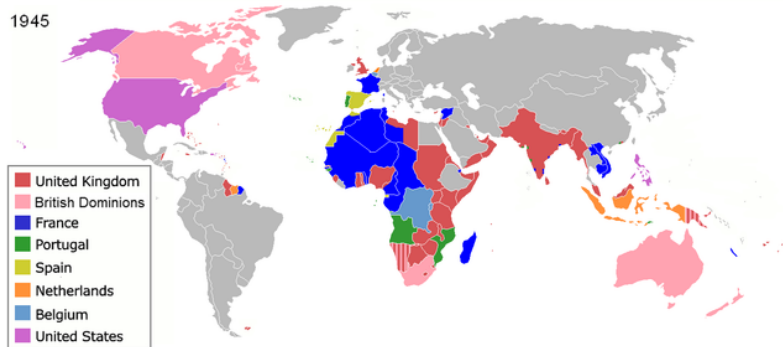 1945
United Kingdom
British Dominions
France
Portugal
Spain
Netherlands
Belgium
United States